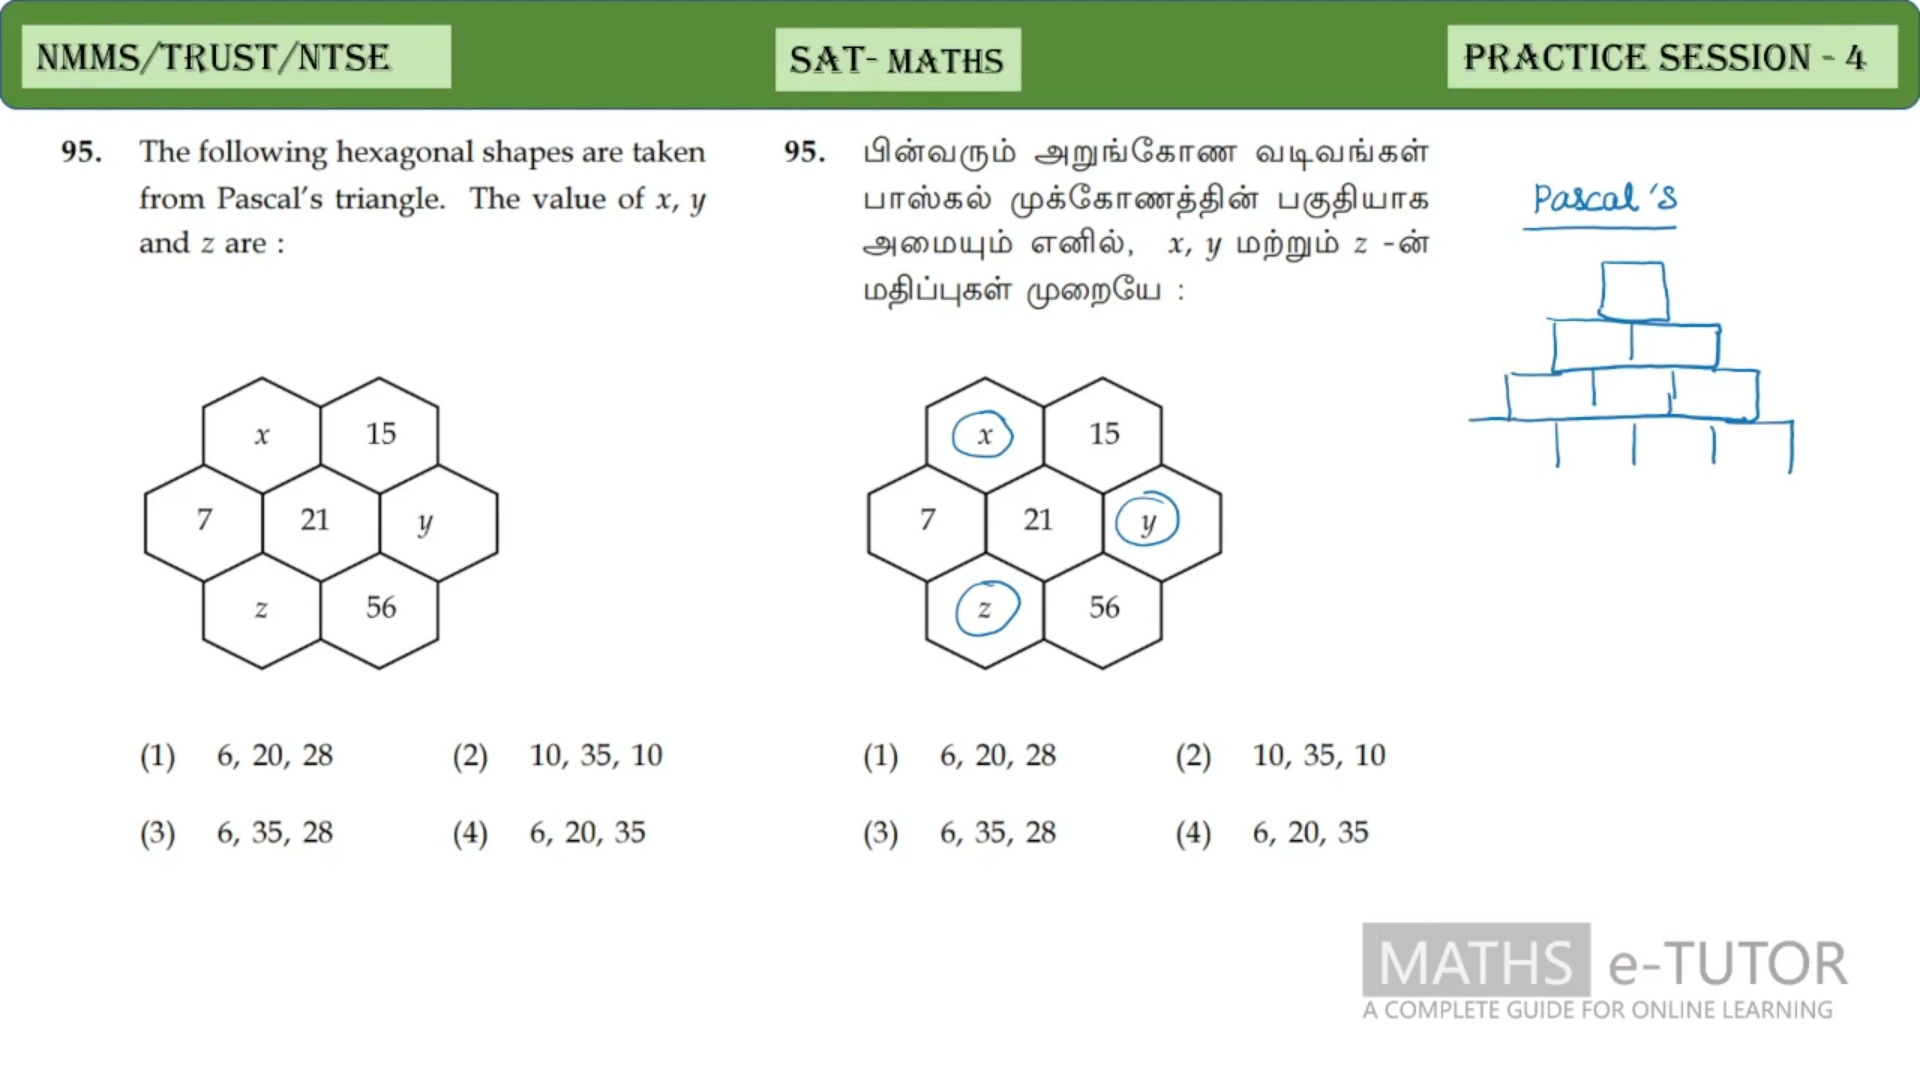 NMMS/TRUST/NTSE
SAT- MATHS
PRACTICE SESSION - 4
95. The following hexagonal shapes are taken
from Pascal's triangle. The value of x, y
and z are :
x 15
7 21 y
z 56
(1) 6, 20, 28 (2) 10, 35, 10
(3) 6, 35, 28 (4) 6, 20, 35
95. பின்வரும் அறுங்கோண வடிவங்கள்
பாஸ்கல் முக்கோணத்தின் பகுதியாக
அமையும் எனில், x, y மற்றும் z -ன்
மதிப்புகள் முறையே :
x 15
7 21 y
z 56
(1) 6, 20, 28 (2) 10, 35, 10
(3) 6, 35, 28 (4) 6, 20, 35
Pascal's
MATHS e-TUTOR
A COMPLETE GUIDE FOR ONLINE LEARNING